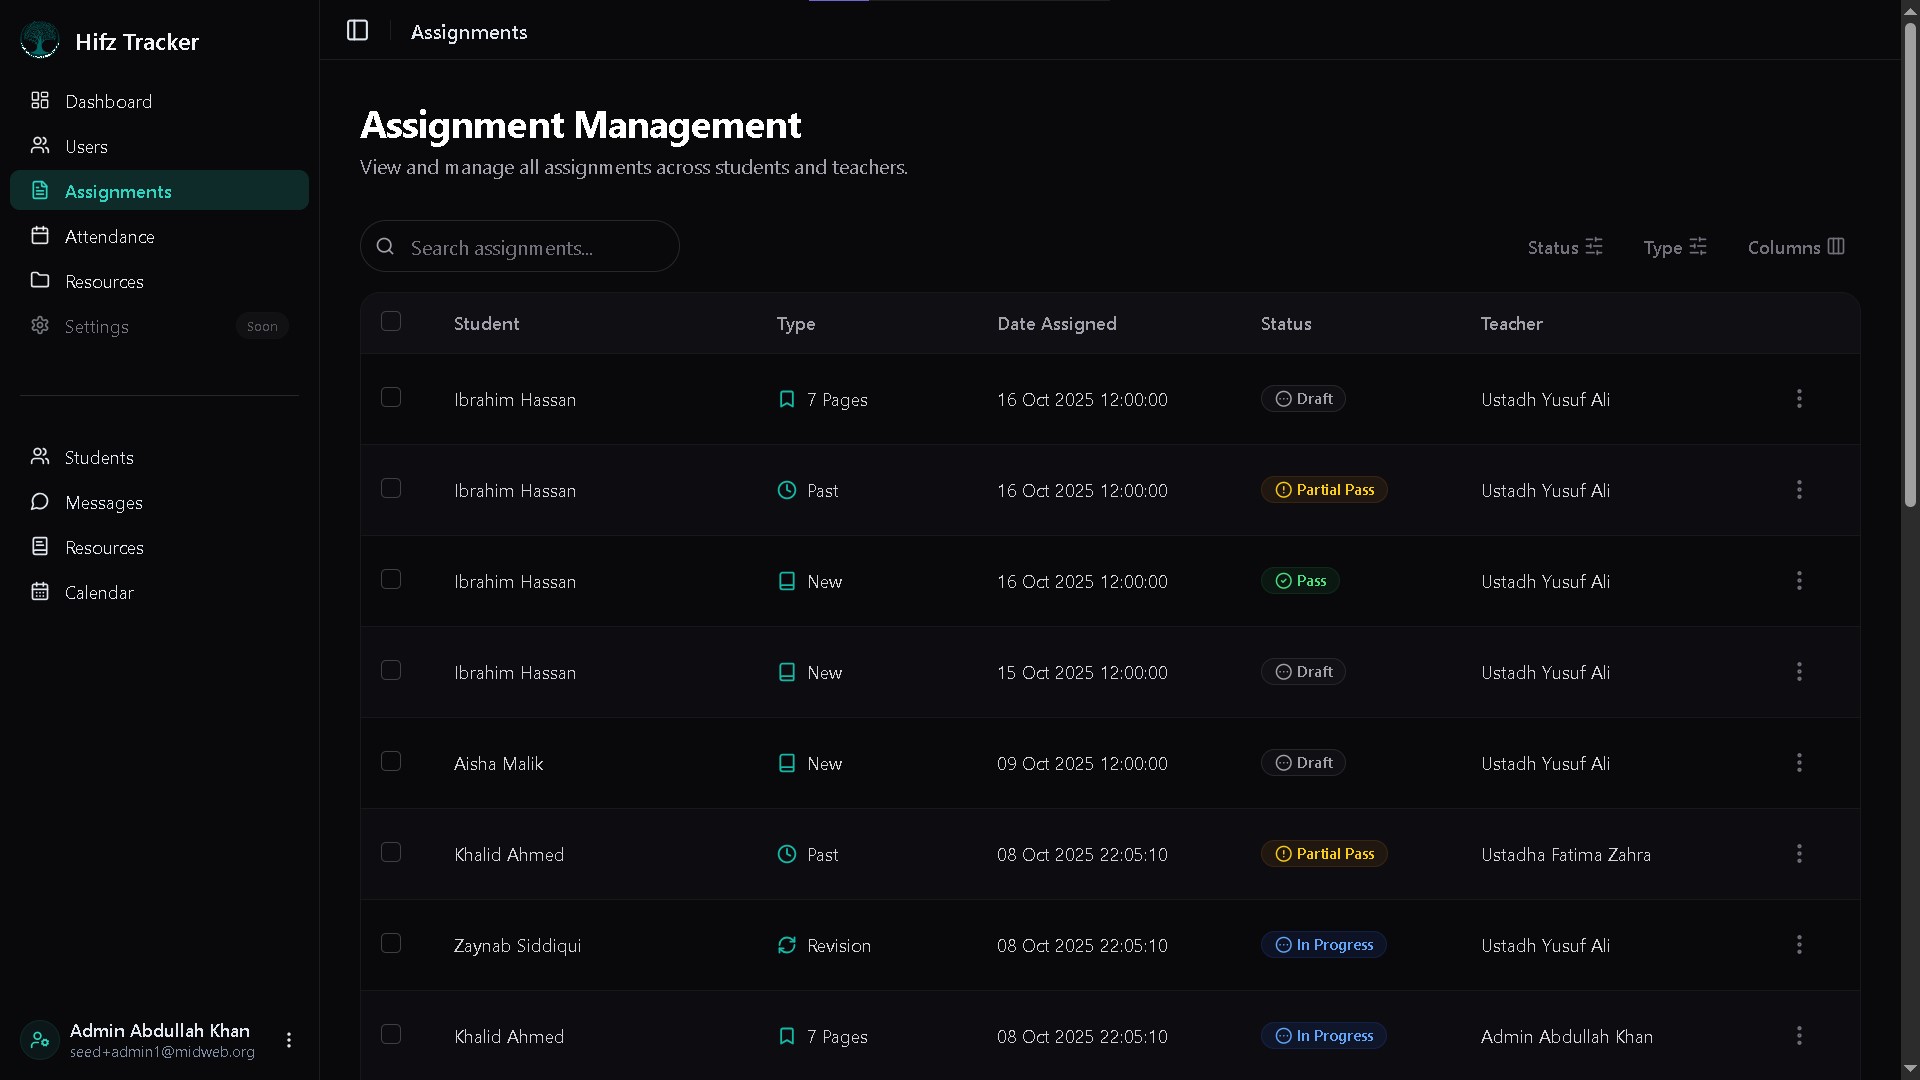 Hifz Tracker
Dashboard
Users
Assignments
Attendance
Resources
Settings Soon
Students
Messages
Resources
Calendar
Admin Abdullah Khan
seed+admin1@midweb.org
Assignments
Assignment Management
View and manage all assignments across students and teachers.
Search assignments...
Status Type Columns
Student Type Date Assigned Status Teacher
Ibrahim Hassan 7 Pages 16 Oct 2025 12:00:00 Draft Ustadh Yusuf Ali
Ibrahim Hassan Past 16 Oct 2025 12:00:00 Partial Pass Ustadh Yusuf Ali
Ibrahim Hassan New 16 Oct 2025 12:00:00 Pass Ustadh Yusuf Ali
Ibrahim Hassan New 15 Oct 2025 12:00:00 Draft Ustadh Yusuf Ali
Aisha Malik New 09 Oct 2025 12:00:00 Draft Ustadh Yusuf Ali
Khalid Ahmed Past 08 Oct 2025 22:05:10 Partial Pass Ustadha Fatima Zahra
Zaynab Siddiqui Revision 08 Oct 2025 22:05:10 In Progress Ustadh Yusuf Ali
Khalid Ahmed 7 Pages 08 Oct 2025 22:05:10 In Progress Admin Abdullah Khan